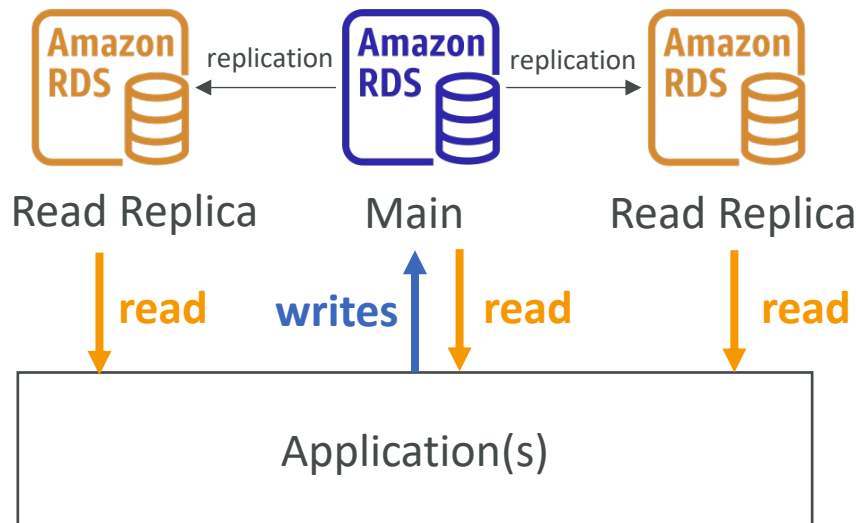 Amazon
RDS
replication
Amazon
RDS
replication
Amazon
RDS
Read Replica
Main
Read Replica
read
writes
read
read
Application(s)